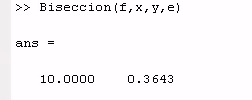 >> Biseccion(f,x,y,e)
ans =
10.0000 0.3643